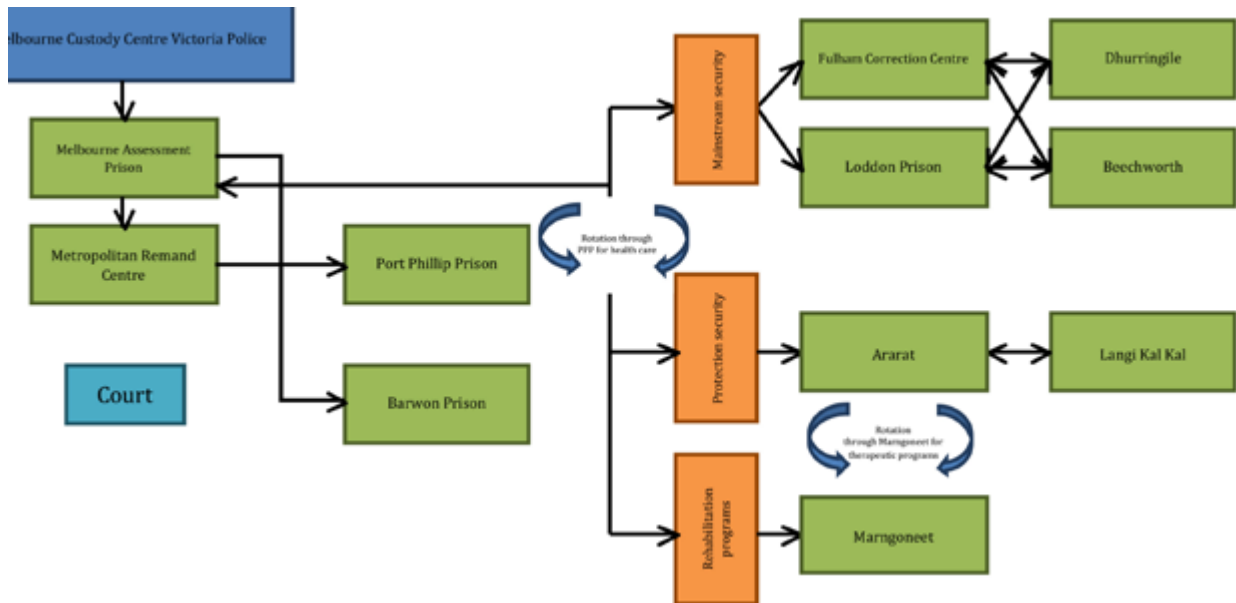 elbourne Custody Centre Victoria Police
Melbourne Assessment
Prison
Metropolitan Remand
Centre
Court
Port Phillip Prison
Barwon Prison
Rotation through
PPP for health care
Mainstream security
Fulham Correction Centre
Dhurringile
Loddon Prison
Beechworth
Protection security
Ararat
Langi Kal Kal
Rotation
through Marngoneet for
therapeutic programs
Rehabilitation
programs
Marngoneet